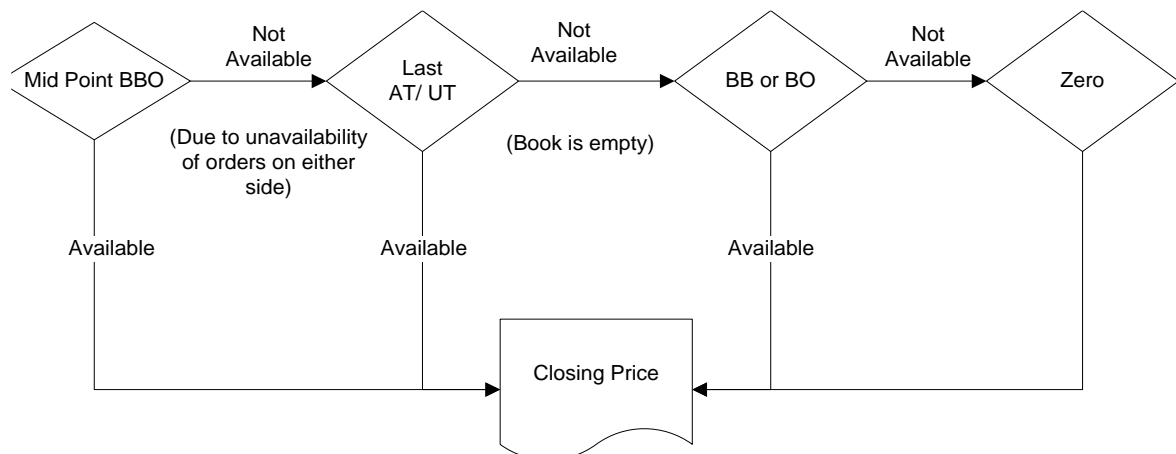 Not
Available
Not
Available
Not
Available
Mid Point BBO
Last
AT/ UT
BB or BO
Zero
(Due to unavailability
of orders on either
side)
(Book is empty)
Available
Available
Available
Closing Price